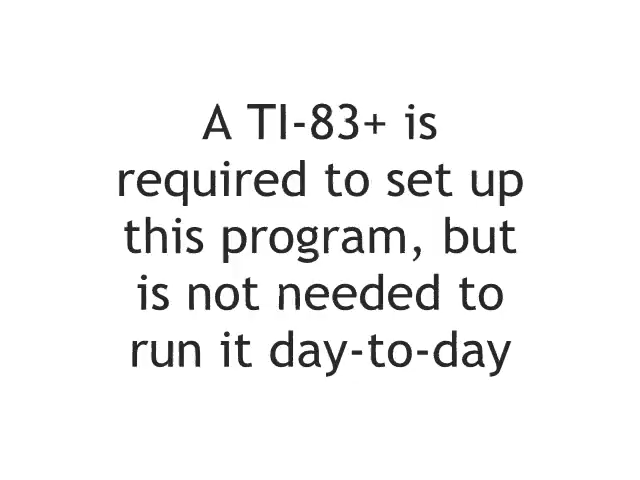 A TI-83+ is
required to set up
this program, but
is not needed to
run it day-to-day